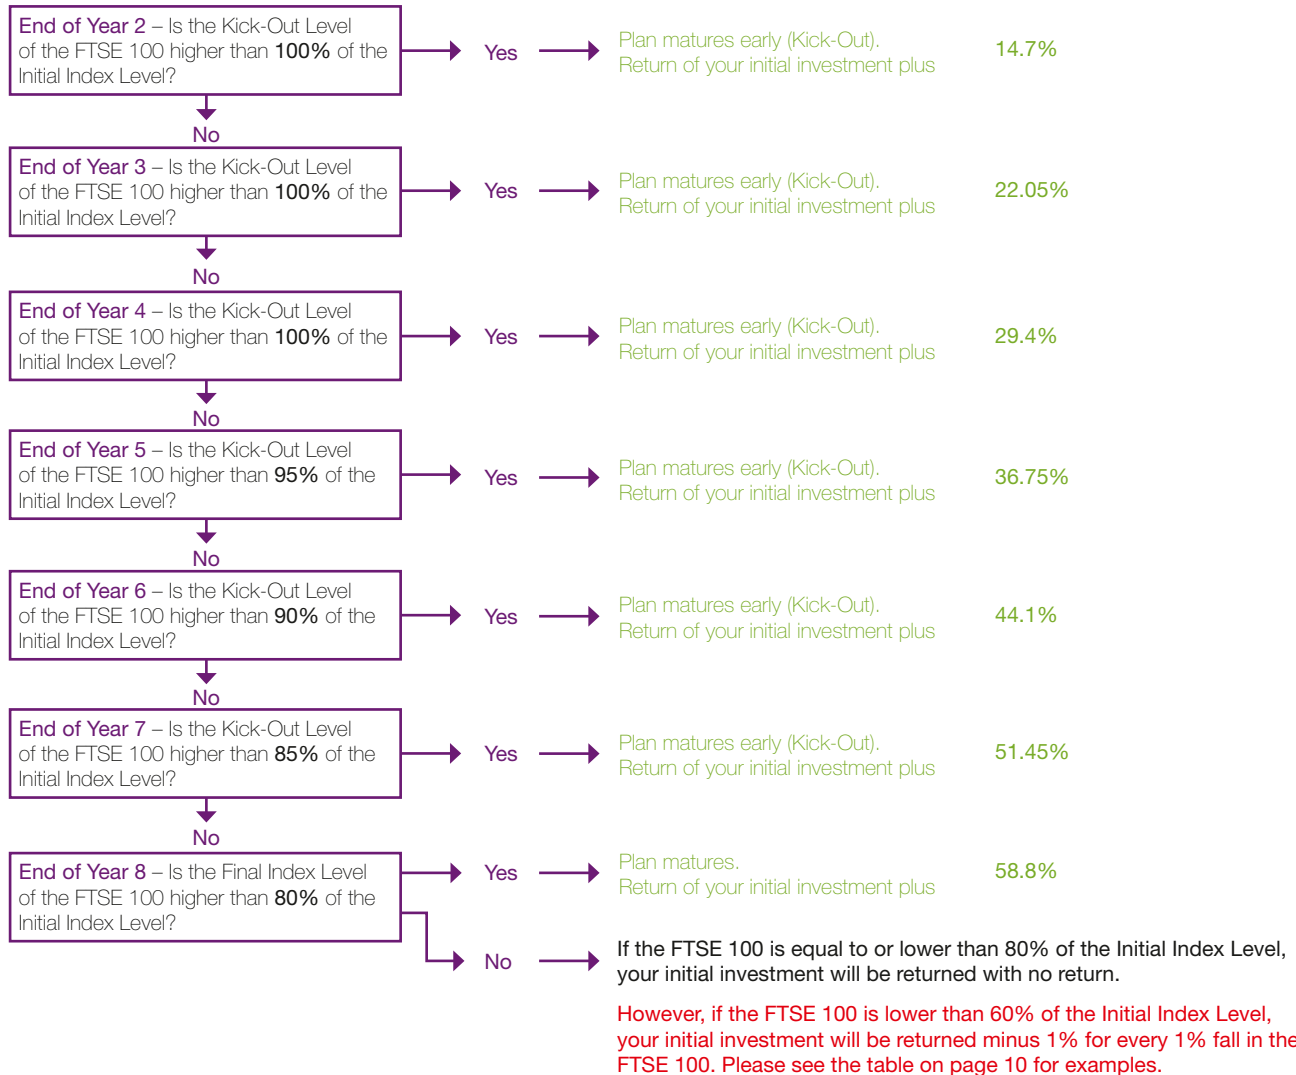 End of Year 2 – Is the Kick-Out Level
of the FTSE 100 higher than 100% of the
Initial Index Level?
Yes
Plan matures early (Kick-Out).
Return of your initial investment plus
14.7%
No
End of Year 3 – Is the Kick-Out Level
of the FTSE 100 higher than 100% of the
Initial Index Level?
Yes
Plan matures early (Kick-Out).
Return of your initial investment plus
22.05%
No
End of Year 4 – Is the Kick-Out Level
of the FTSE 100 higher than 100% of the
Initial Index Level?
Yes
Plan matures early (Kick-Out).
Return of your initial investment plus
29.4%
No
End of Year 5 – Is the Kick-Out Level
of the FTSE 100 higher than 95% of the
Initial Index Level?
Yes
Plan matures early (Kick-Out).
Return of your initial investment plus
36.75%
No
End of Year 6 – Is the Kick-Out Level
of the FTSE 100 higher than 90% of the
Initial Index Level?
Yes
Plan matures early (Kick-Out).
Return of your initial investment plus
44.1%
No
End of Year 7 – Is the Kick-Out Level
of the FTSE 100 higher than 85% of the
Initial Index Level?
Yes
Plan matures early (Kick-Out).
Return of your initial investment plus
51.45%
No
End of Year 8 – Is the Final Index Level
of the FTSE 100 higher than 80% of the
Initial Index Level?
Yes
Plan matures.
Return of your initial investment plus
58.8%
No
If the FTSE 100 is equal to or lower than 80% of the Initial Index Level,
your initial investment will be returned with no return.
However, if the FTSE 100 is lower than 60% of the Initial Index Level,
your initial investment will be returned minus 1% for every 1% fall in the
FTSE 100. Please see the table on page 10 for examples.